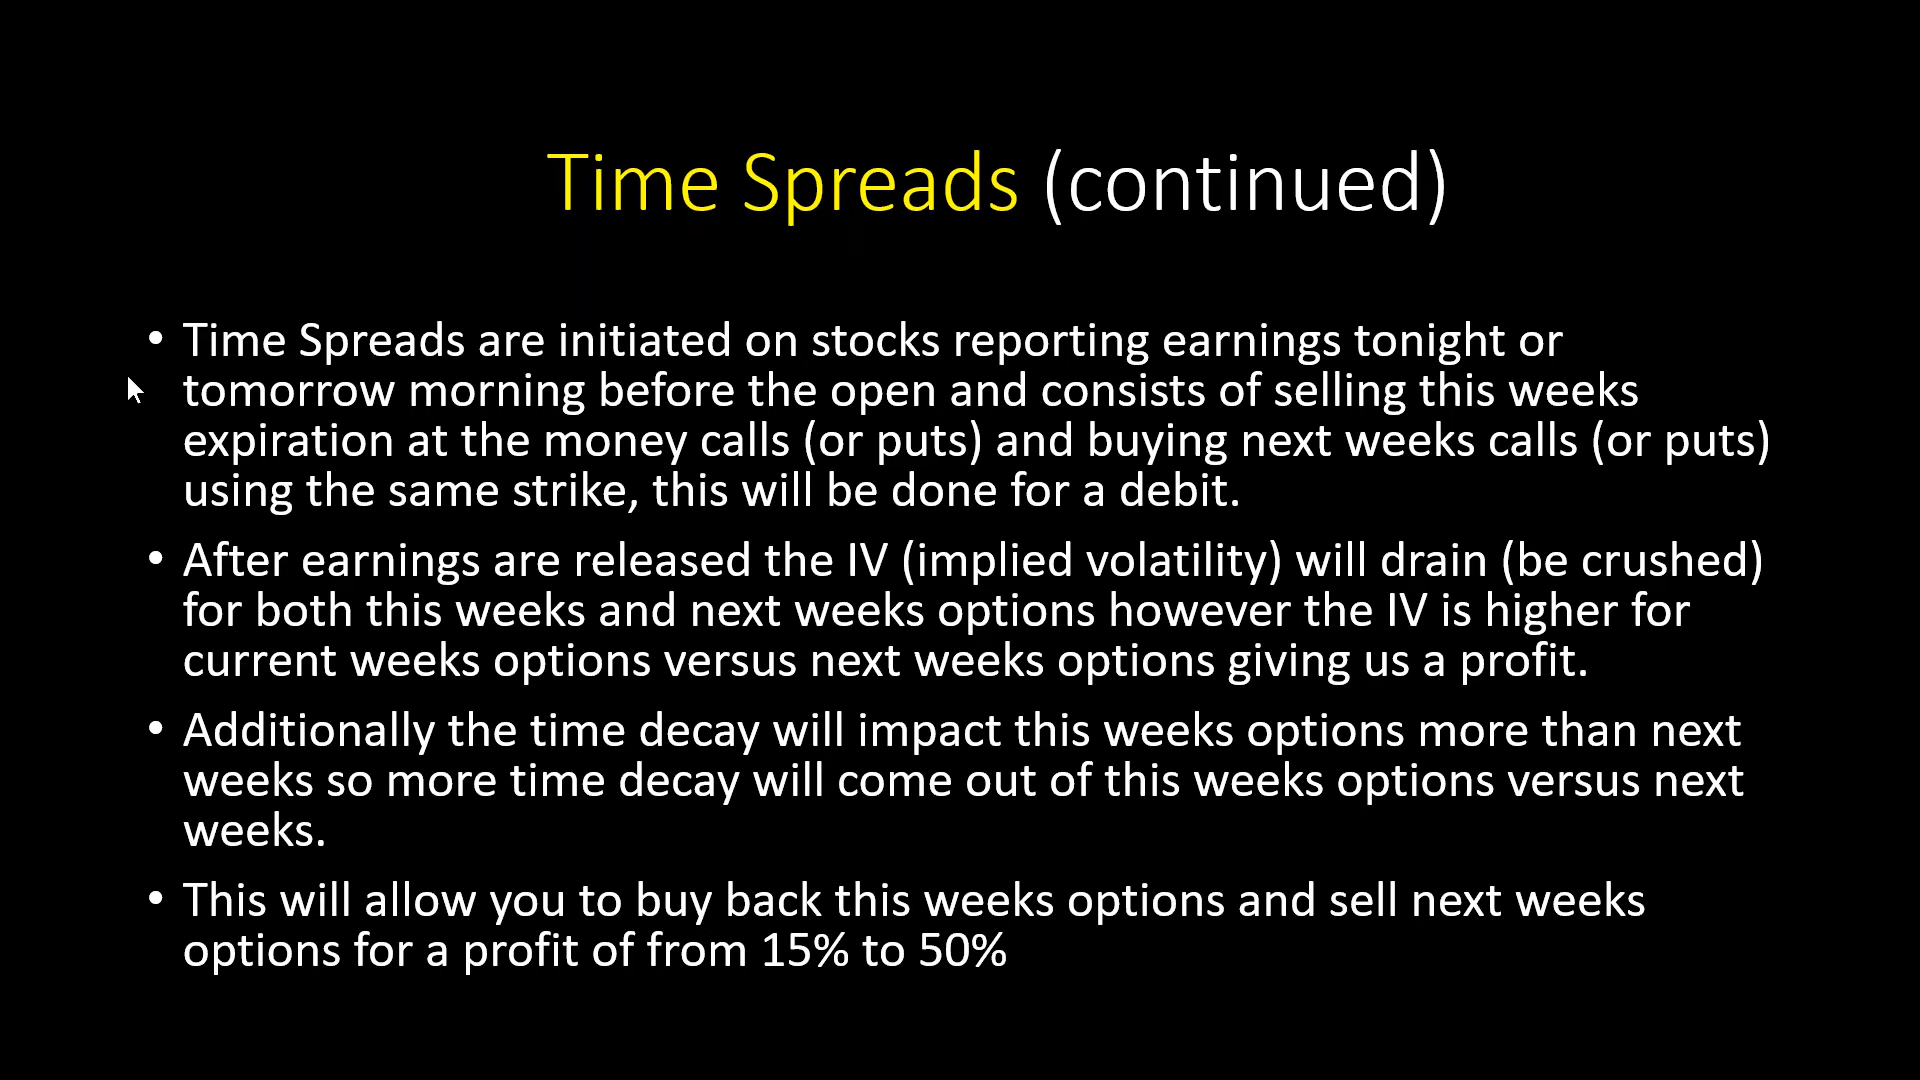 Time Spreads (continued)
• Time Spreads are initiated on stocks reporting earnings tonight or
tomorrow morning before the open and consists of selling this weeks
expiration at the money calls (or puts) and buying next weeks calls (or puts)
using the same strike, this will be done for a debit.
• After earnings are released the IV (implied volatility) will drain (be crushed)
for both this weeks and next weeks options however the IV is higher for
current weeks options versus next weeks options giving us a profit.
• Additionally the time decay will impact this weeks options more than next
weeks so more time decay will come out of this weeks options versus next
weeks.
• This will allow you to buy back this weeks options and sell next weeks
options for a profit of from 15% to 50%